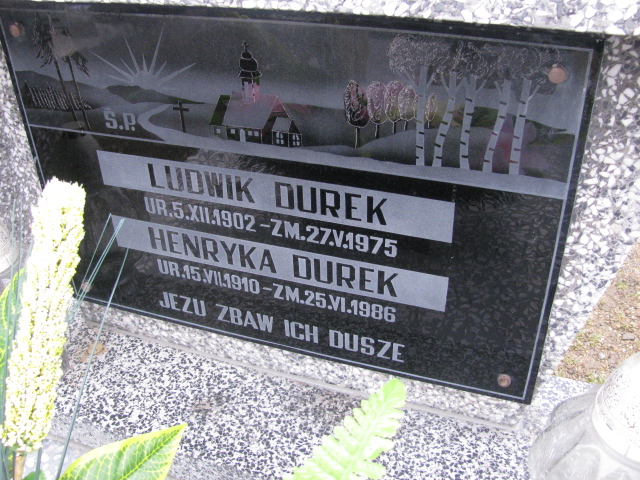 Ś.P.
LUDWIK DUREK
UR.5.XII.1902-ZM.27.V.1975
HENRYKA DUREK
UR.15.VII.1910-ZM.25.VI.1986
JEZU ZBAW ICH DUSZE